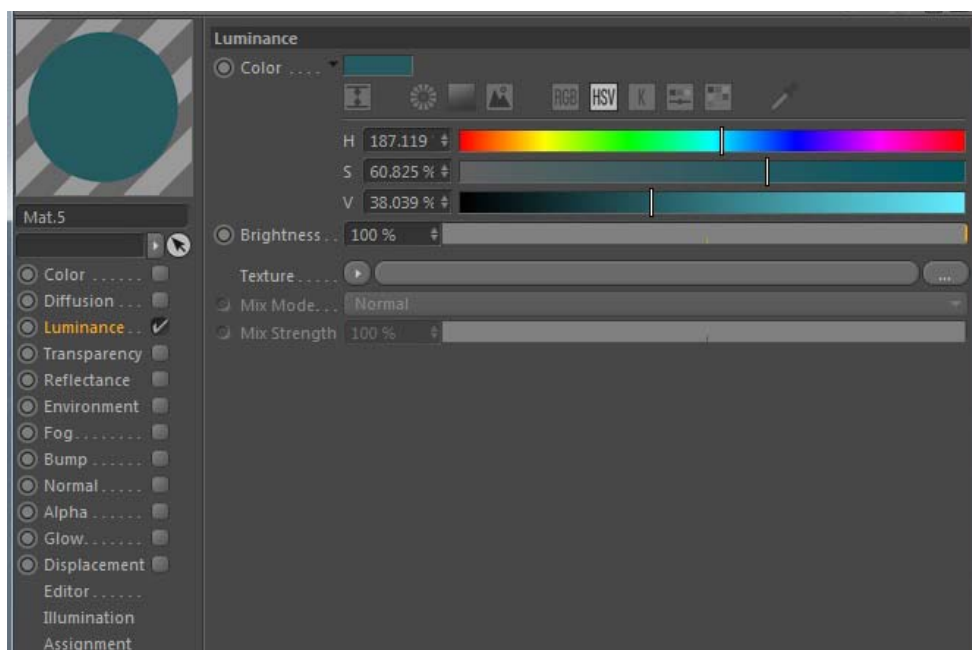 Luminance
Color ....
RGB HSV K
H 187.119
S 60.825 %
V 38.039 %
Mat.5
Brightness. . 100 %
Color ......
Texture..... ...
Diffusion ...
Mix Mode... Normal
Luminance. .
Mix Strength 100 %
Transparency
Reflectance
Environment
Fog........
Bump ......
Normal.....
Alpha ......
Glow.......
Displacement
Editor......
Illumination
Assignment